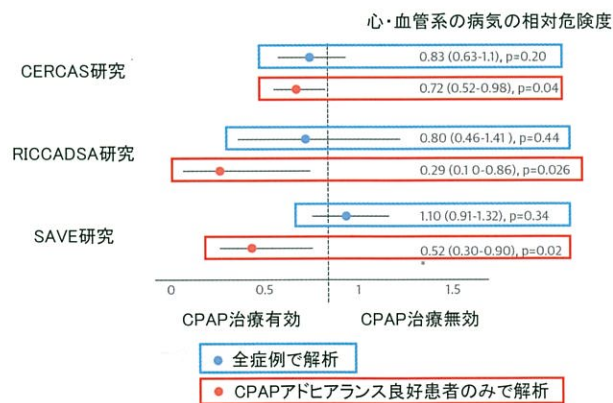 心・血管系の病気の相対危険度
CERCAS研究
0.83 (0.63-1.1), p=0.20
0.72 (0.52-0.98), p=0.04
RICCADSA研究
0.80 (0.46-1.41 ), p=0.44
0.29 (0.1 0-0.86), p=0.026
SAVE研究
1.10 (0.91-1.32), p=0.34
0.52 (0.30-0.90), p=0.02
*
0 0.5 1 1.5
CPAP治療有効 CPAP治療無効
全症例で解析
CPAPアドヒアランス良好患者のみで解析